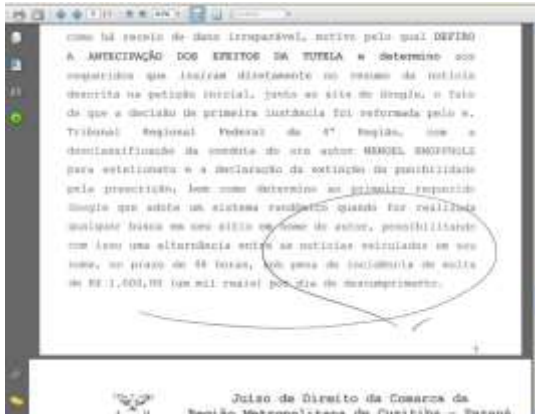 como há receio de dano irreparável, motivo pelo qual DEFIRO
A ANTECIPAÇÃO DOS EFEITOS DA TUTELA e determino aos
requeridos que insiram diretamente no resumo da notícia
descrita na petição inicial, junto ao site do Google, o fato
de que a decisão de primeira instância foi reformada pelo e.
Tribunal Regional Federal da 4ª Região, com a
desclassificação da conduta do ora autor
para estelionato e a declaração da extinção da punibilidade
pela prescrição, bem como determino ao primeiro requerido
Google que adote um sistema randômico quando for realizada
qualquer busca em seu sítio em nome do autor, possibilitando
com isso uma alternância entre as notícias veiculadas em seu
nome, no prazo de 48 horas, sob pena de incidência de multa
de R$ 1.000,00 (um mil reais) por dia de descumprimento.
Juízo de Direito da Comarca da
Região Metropolitana de Curitiba - Paraná